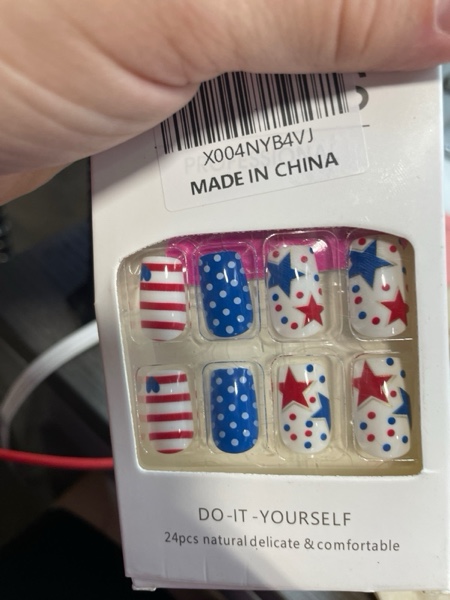 X004NYB4VJ
MADE IN CHINA
DO-IT-YOURSELF
24pcs natural delicate & comfortable